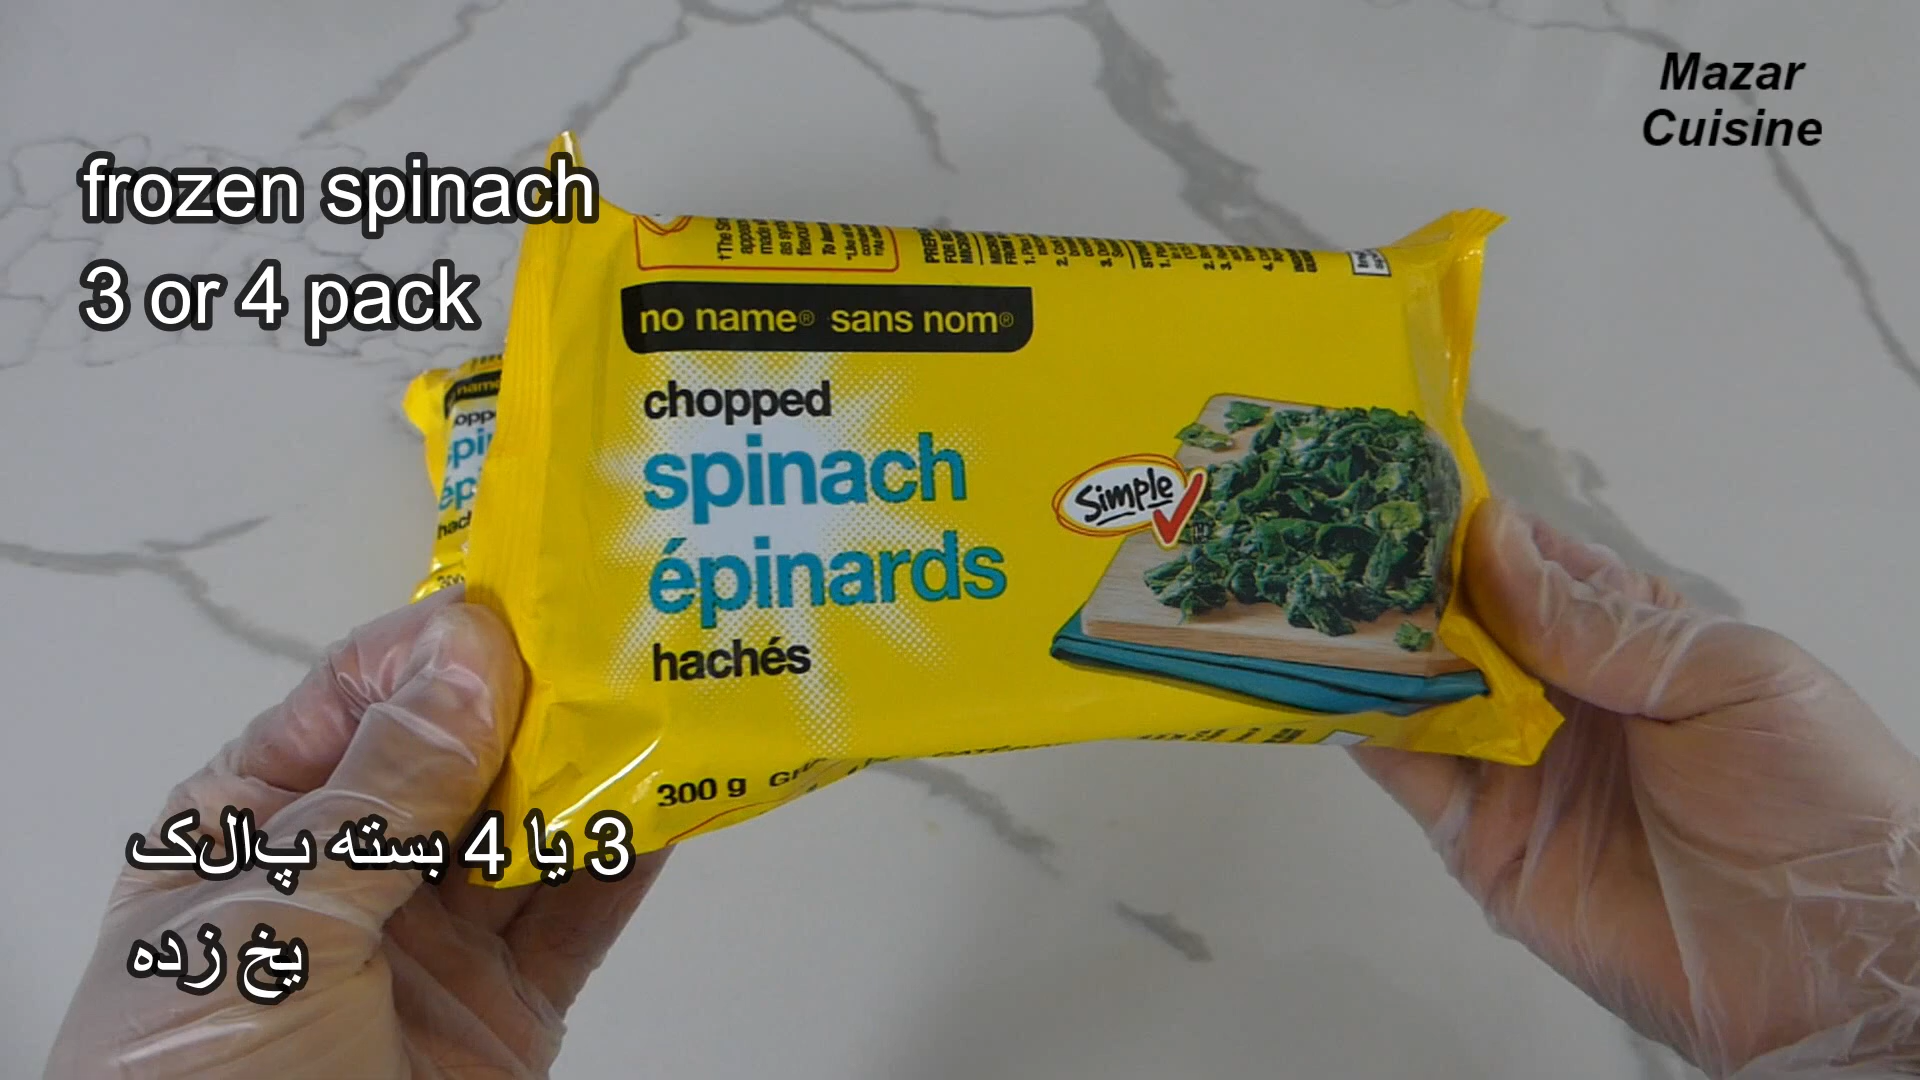 Mazar
Cuisine
frozen spinach
3 or 4 pack
no name® sans nom®
chopped
spinach
épinards
hachés
Simple
300 g
3 یا 4 بسته پالک
یخ زده